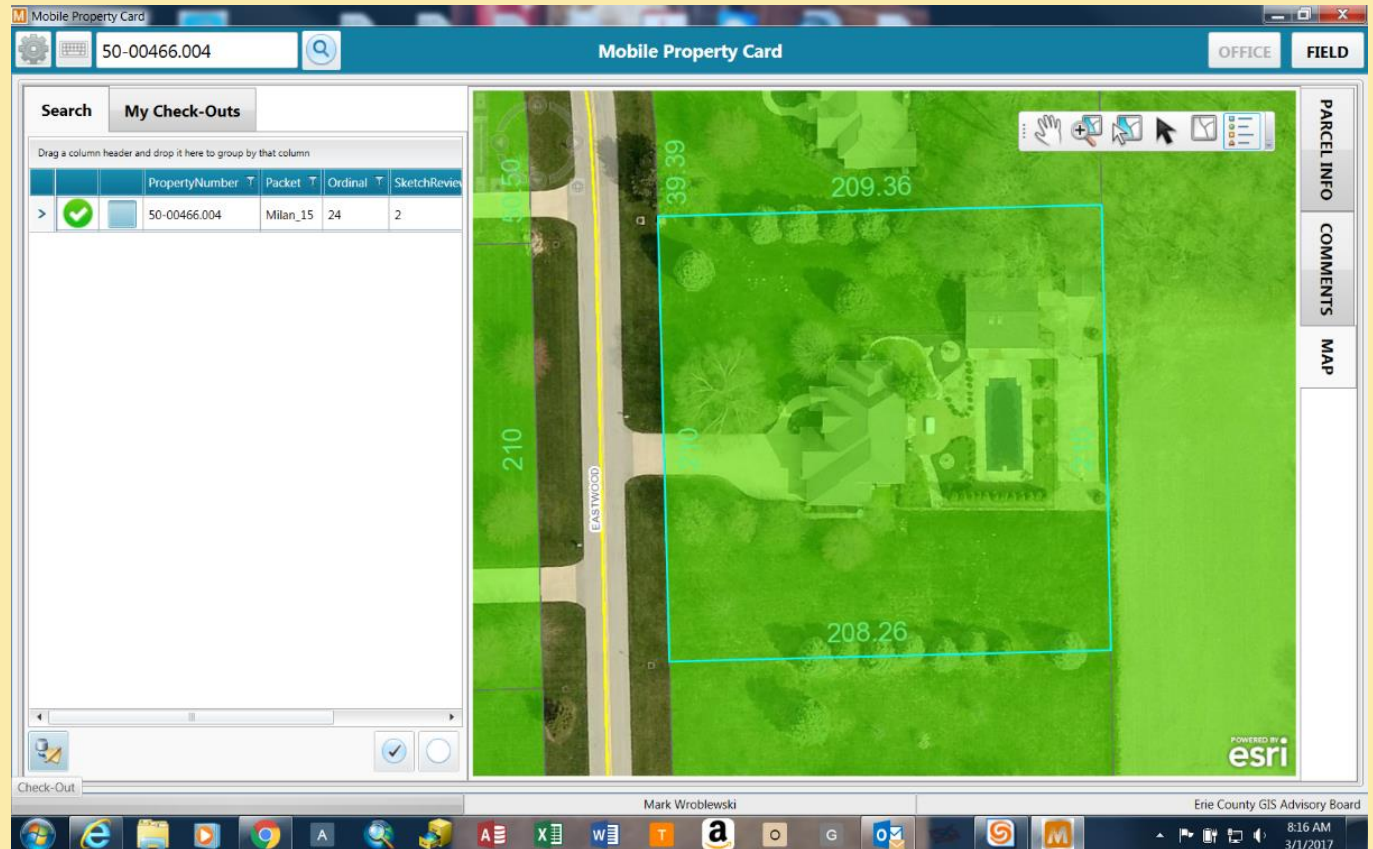 Mobile Property Card
50-00466.004
Mobile Property Card
OFFICE
FIELD
Search
My Check-Outs
Drag a column header and drop it here to group by that column
PropertyNumber
Packet
Ordinal
SketchReview
50-00466.004
Milan_15
24
2
50.50
39.39
209.36
210
EASTWOOD
210
210
208.26
POWERED BY
esri
PARCEL INFO
COMMENTS
MAP
Check-Out
Mark Wroblewski
Erie County GIS Advisory Board
A
T
a
O
G
M
8:16 AM
3/1/2017